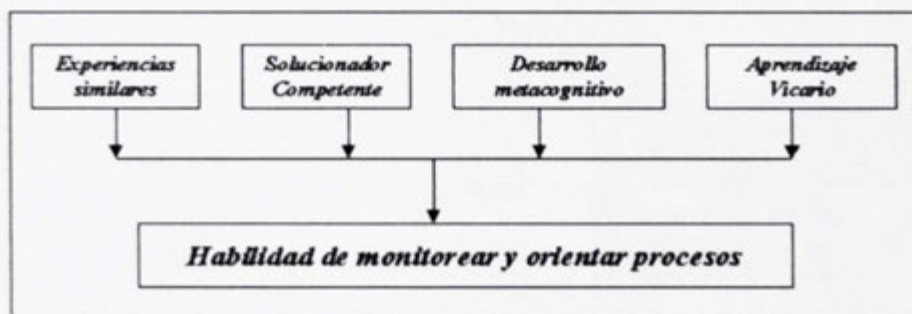 Experiencias
similares
Solucionador
Competente
Desarrollo
metacognitivo
Aprendizaje
Vicario
Habilidad de monitorear y orientar procesos